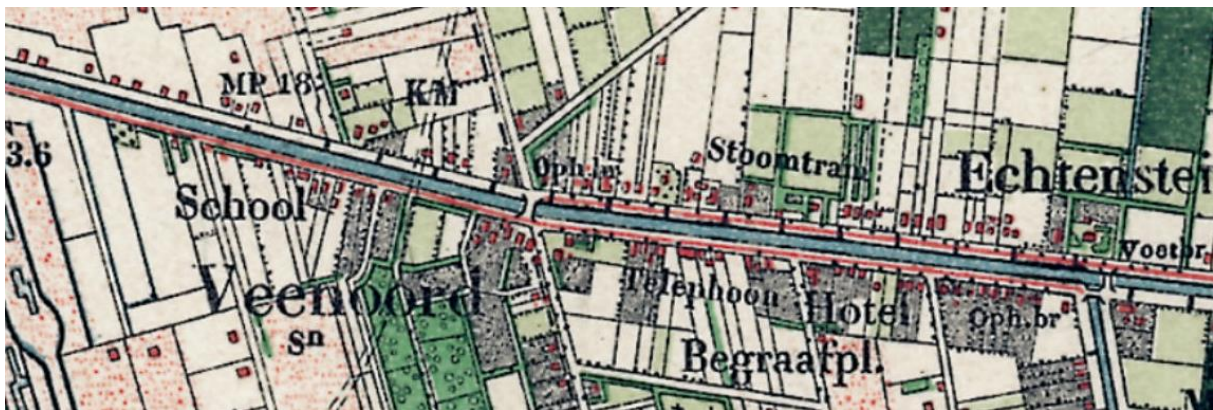 MP 18
KM
Oph.br
Stoomtram
Echtenste
3.6
School
Voetbr.
Veenoord
Telephoon
Hotel
Oph.br
sn
Begraafpl.